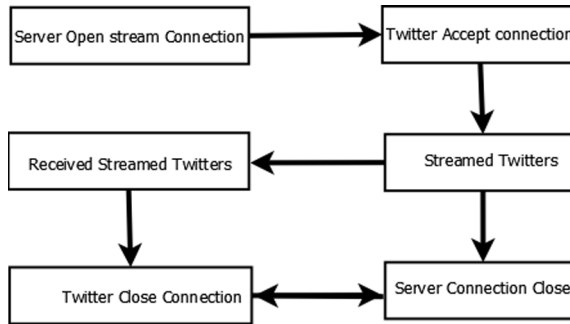 Server Open stream Connection
Twitter Accept connection
Received Streamed Twitters
Streamed Twitters
Twitter Close Connection
Server Connection Close